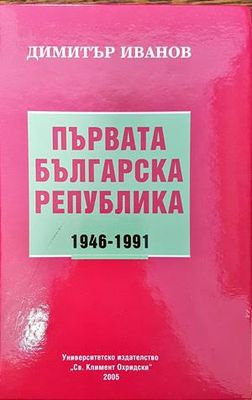 ДИМИТЪР ИВАНОВ
ПЪРВАТА
БЪЛГАРСКА
РЕПУБЛИКА
1946-1991
Университетско издателство
„Св. Климент Охридски”
2005